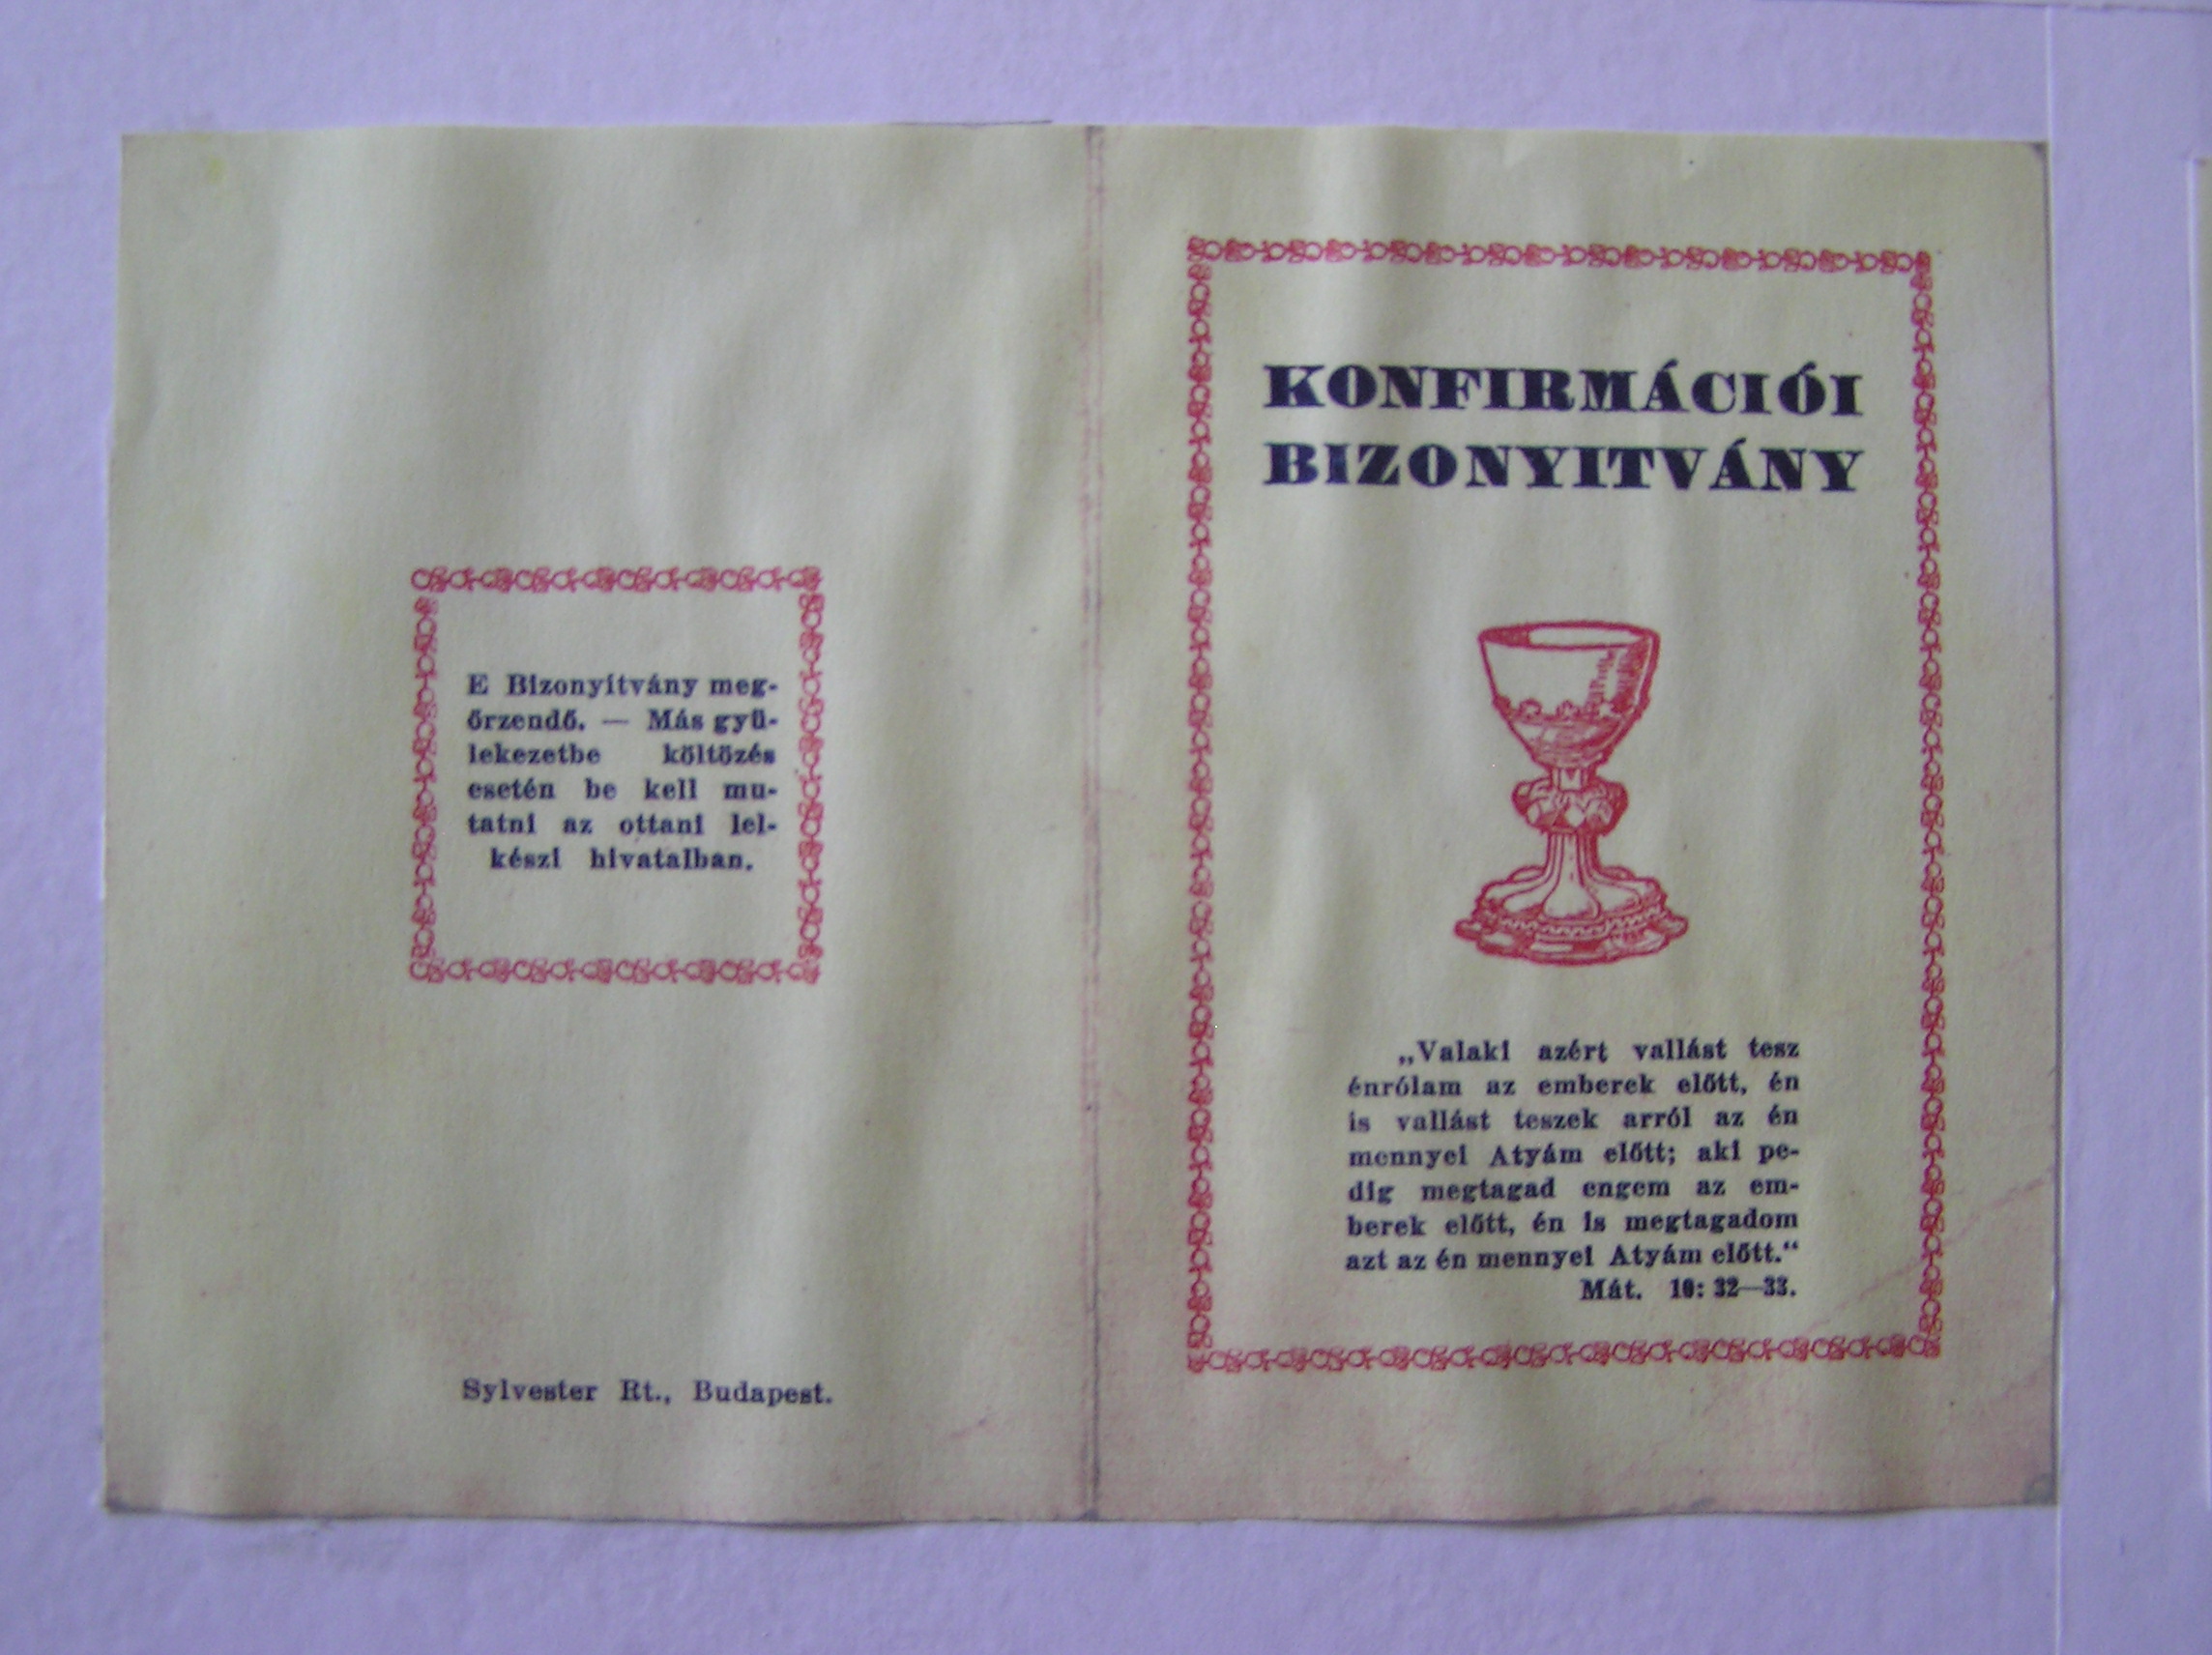 E Bizonyítvány meg-
őrzendő. — Más gyü-
lekezetbe költözés
esetén be kell mu-
tatni az ottani lel-
készi hivatalban.
Sylvester Rt., Budapest.
KONFIRMÁCIÓI
BIZONYITVÁNY
„Valaki azért vallást tesz
énrólam az emberek előtt, én
is vallást teszek arról az én
mennyei Atyám előtt; aki pe-
dig megtagad engem az em-
berek előtt, én is megtagadom
azt az én mennyei Atyám előtt.“
Mát. 10: 32—33.